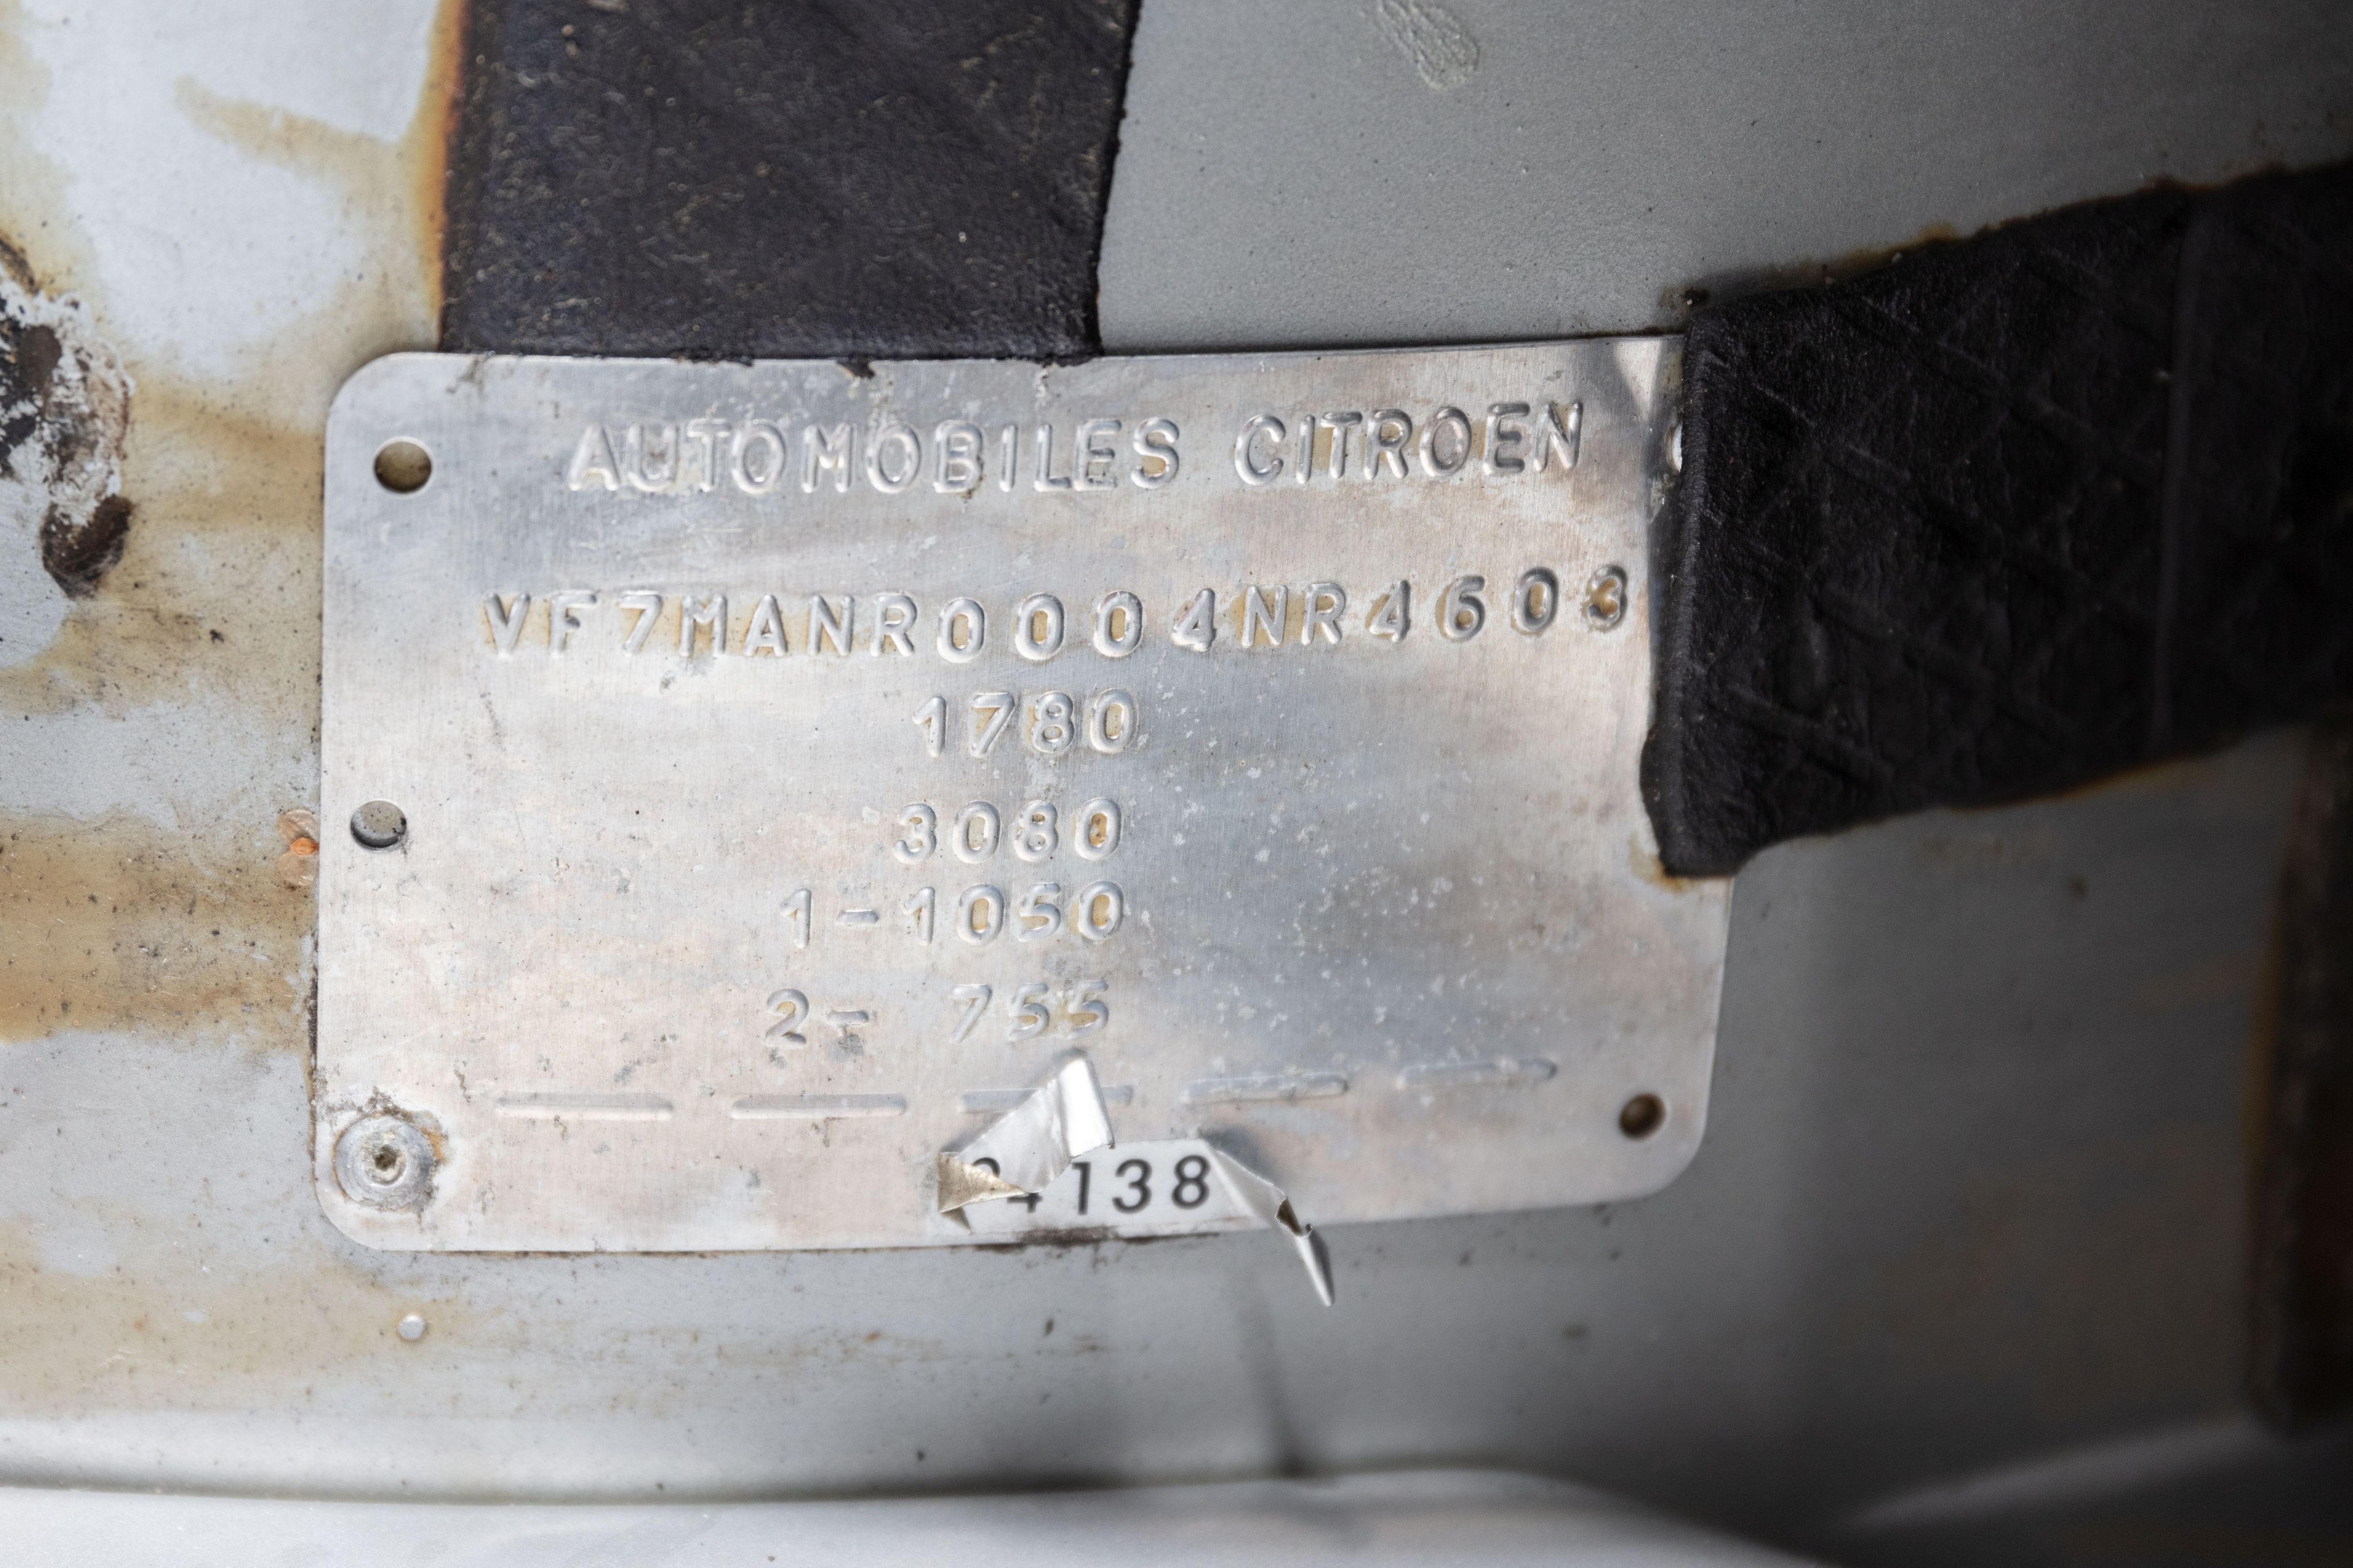 AUTOMOBILES CITROEN
VF7MANR0004NR4603
1780
3080
1-1050
2- 755
4138